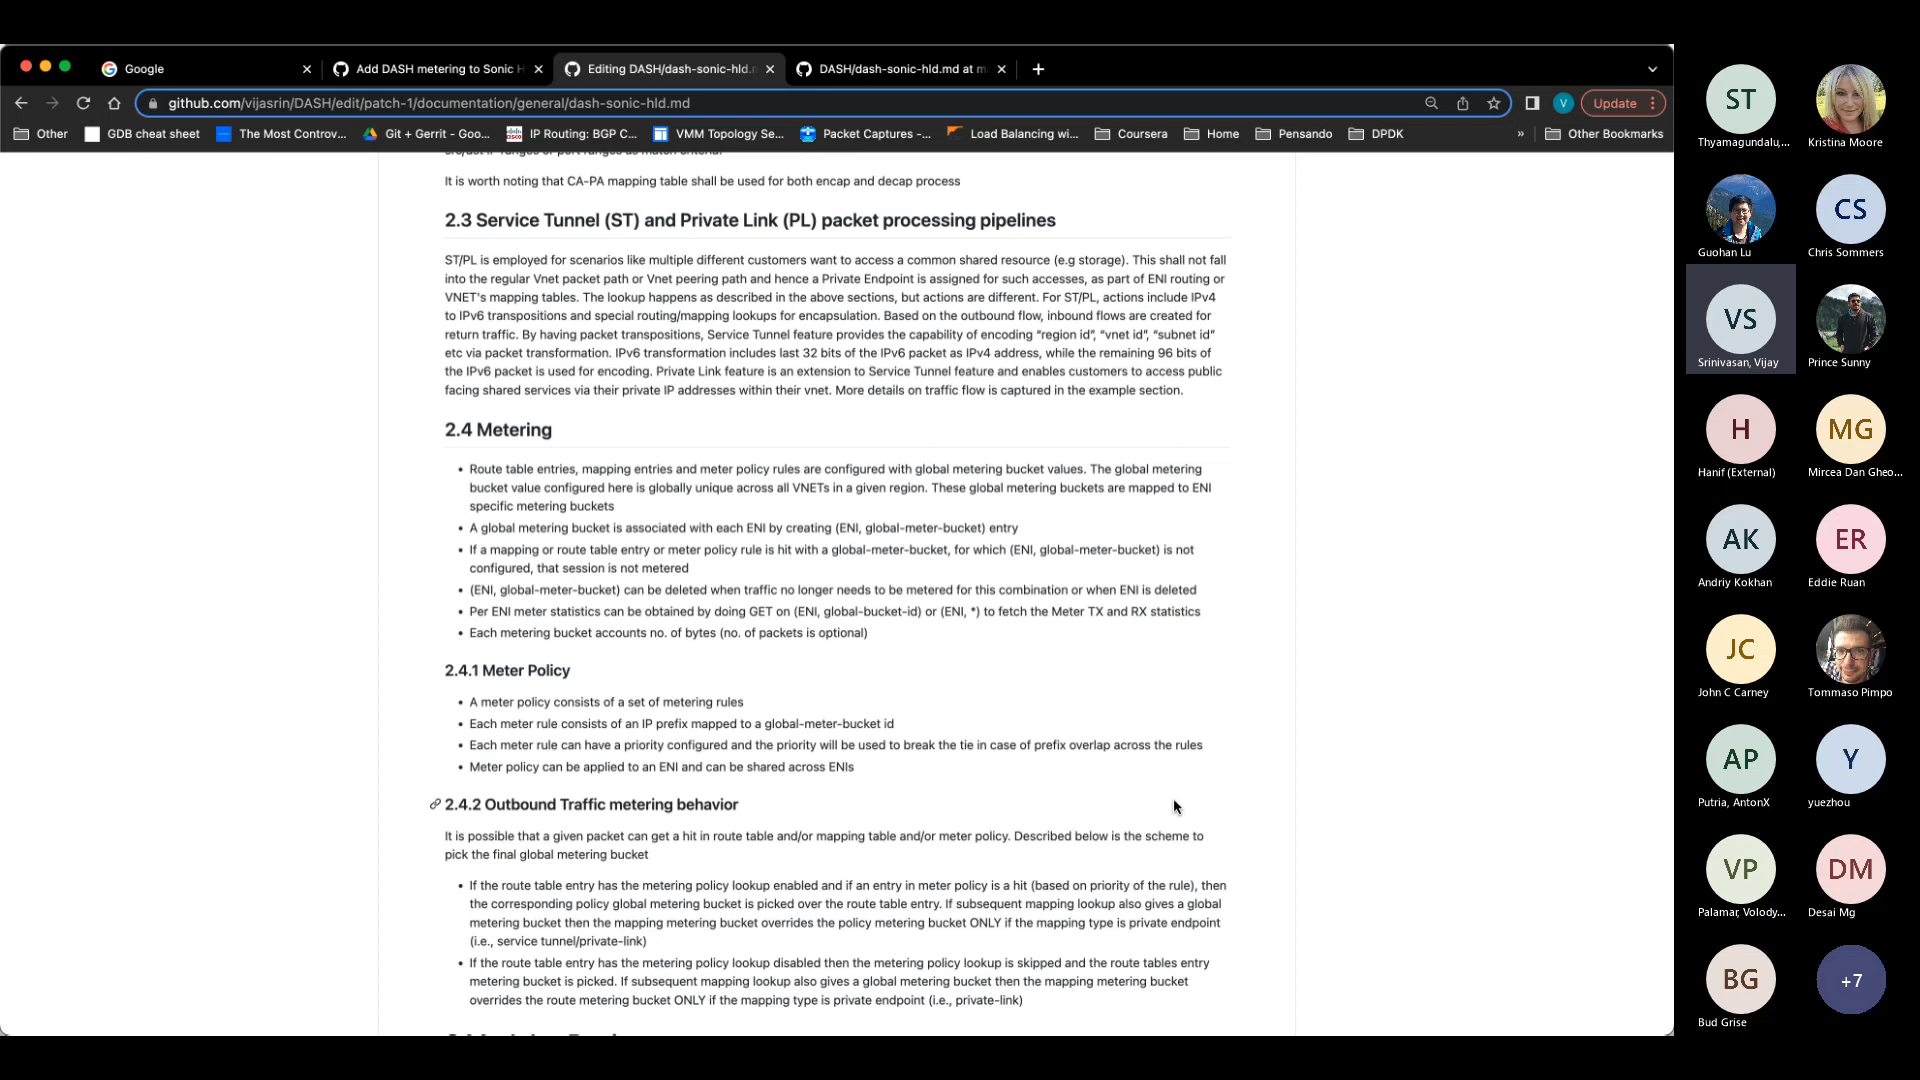 Google
Add DASH metering to Sonic H
Editing DASH/dash-sonic-hld.m
DASH/dash-sonic-hld.md at m
github.com/vijasrin/DASH/edit/patch-1/documentation/general/dash-sonic-hld.md
V
Update
Other
GDB cheat sheet
The Most Controv...
Git + Gerrit - Goo...
IP Routing: BGP C...
VMM Topology Se...
Packet Captures -...
Load Balancing wi...
Coursera
Home
Pensando
DPDK
»
Other Bookmarks
It is worth noting that CA-PA mapping table shall be used for both encap and decap process
2.3 Service Tunnel (ST) and Private Link (PL) packet processing pipelines
ST/PL is employed for scenarios like multiple different customers want to access a common shared resource (e.g storage). This shall not fall
into the regular Vnet packet path or Vnet peering path and hence a Private Endpoint is assigned for such accesses, as part of ENI routing or
VNET's mapping tables. The lookup happens as described in the above sections, but actions are different. For ST/PL, actions include IPv4
to IPv6 transpositions and special routing/mapping lookups for encapsulation. Based on the outbound flow, inbound flows are created for
return traffic. By having packet transpositions, Service Tunnel feature provides the capability of encoding “region id”, “vnet id”, “subnet id”
etc via packet transformation. IPv6 transformation includes last 32 bits of the IPv6 packet as IPv4 address, while the remaining 96 bits of
the IPv6 packet is used for encoding. Private Link feature is an extension to Service Tunnel feature and enables customers to access public
facing shared services via their private IP addresses within their vnet. More details on traffic flow is captured in the example section.
2.4 Metering
• Route table entries, mapping entries and meter policy rules are configured with global metering bucket values. The global metering
bucket value configured here is globally unique across all VNETs in a given region. These global metering buckets are mapped to ENI
specific metering buckets
• A global metering bucket is associated with each ENI by creating (ENI, global-meter-bucket) entry
• If a mapping or route table entry or meter policy rule is hit with a global-meter-bucket, for which (ENI, global-meter-bucket) is not
configured, that session is not metered
• (ENI, global-meter-bucket) can be deleted when traffic no longer needs to be metered for this combination or when ENI is deleted
• Per ENI meter statistics can be obtained by doing GET on (ENI, global-bucket-id) or (ENI, *) to fetch the Meter TX and RX statistics
• Each metering bucket accounts no. of bytes (no. of packets is optional)
2.4.1 Meter Policy
• A meter policy consists of a set of metering rules
• Each meter rule consists of an IP prefix mapped to a global-meter-bucket id
• Each meter rule can have a priority configured and the priority will be used to break the tie in case of prefix overlap across the rules
• Meter policy can be applied to an ENI and can be shared across ENIs
2.4.2 Outbound Traffic metering behavior
It is possible that a given packet can get a hit in route table and/or mapping table and/or meter policy. Described below is the scheme to
pick the final global metering bucket
• If the route table entry has the metering policy lookup enabled and if an entry in meter policy is a hit (based on priority of the rule), then
the corresponding policy global metering bucket is picked over the route table entry. If subsequent mapping lookup also gives a global
metering bucket then the mapping metering bucket overrides the policy metering bucket ONLY if the mapping type is private endpoint
(i.e., service tunnel/private-link)
• If the route table entry has the metering policy lookup disabled then the metering policy lookup is skipped and the route tables entry
metering bucket is picked. If subsequent mapping lookup also gives a global metering bucket then the mapping metering bucket
overrides the route metering bucket ONLY if the mapping type is private endpoint (i.e., private-link)
ST
Thyamagundalu,...
Kristina Moore
Guohan Lu
CS
Chris Sommers
VS
Srinivasan, Vijay
Prince Sunny
H
Hanif (External)
MG
Mircea Dan Gheo...
AK
Andriy Kokhan
ER
Eddie Ruan
JC
John C Carney
Tommaso Pimpo
AP
Putria, AntonX
Y
yuezhou
VP
Palamar, Volody...
DM
Desai Mg
BG
Bud Grise
+7